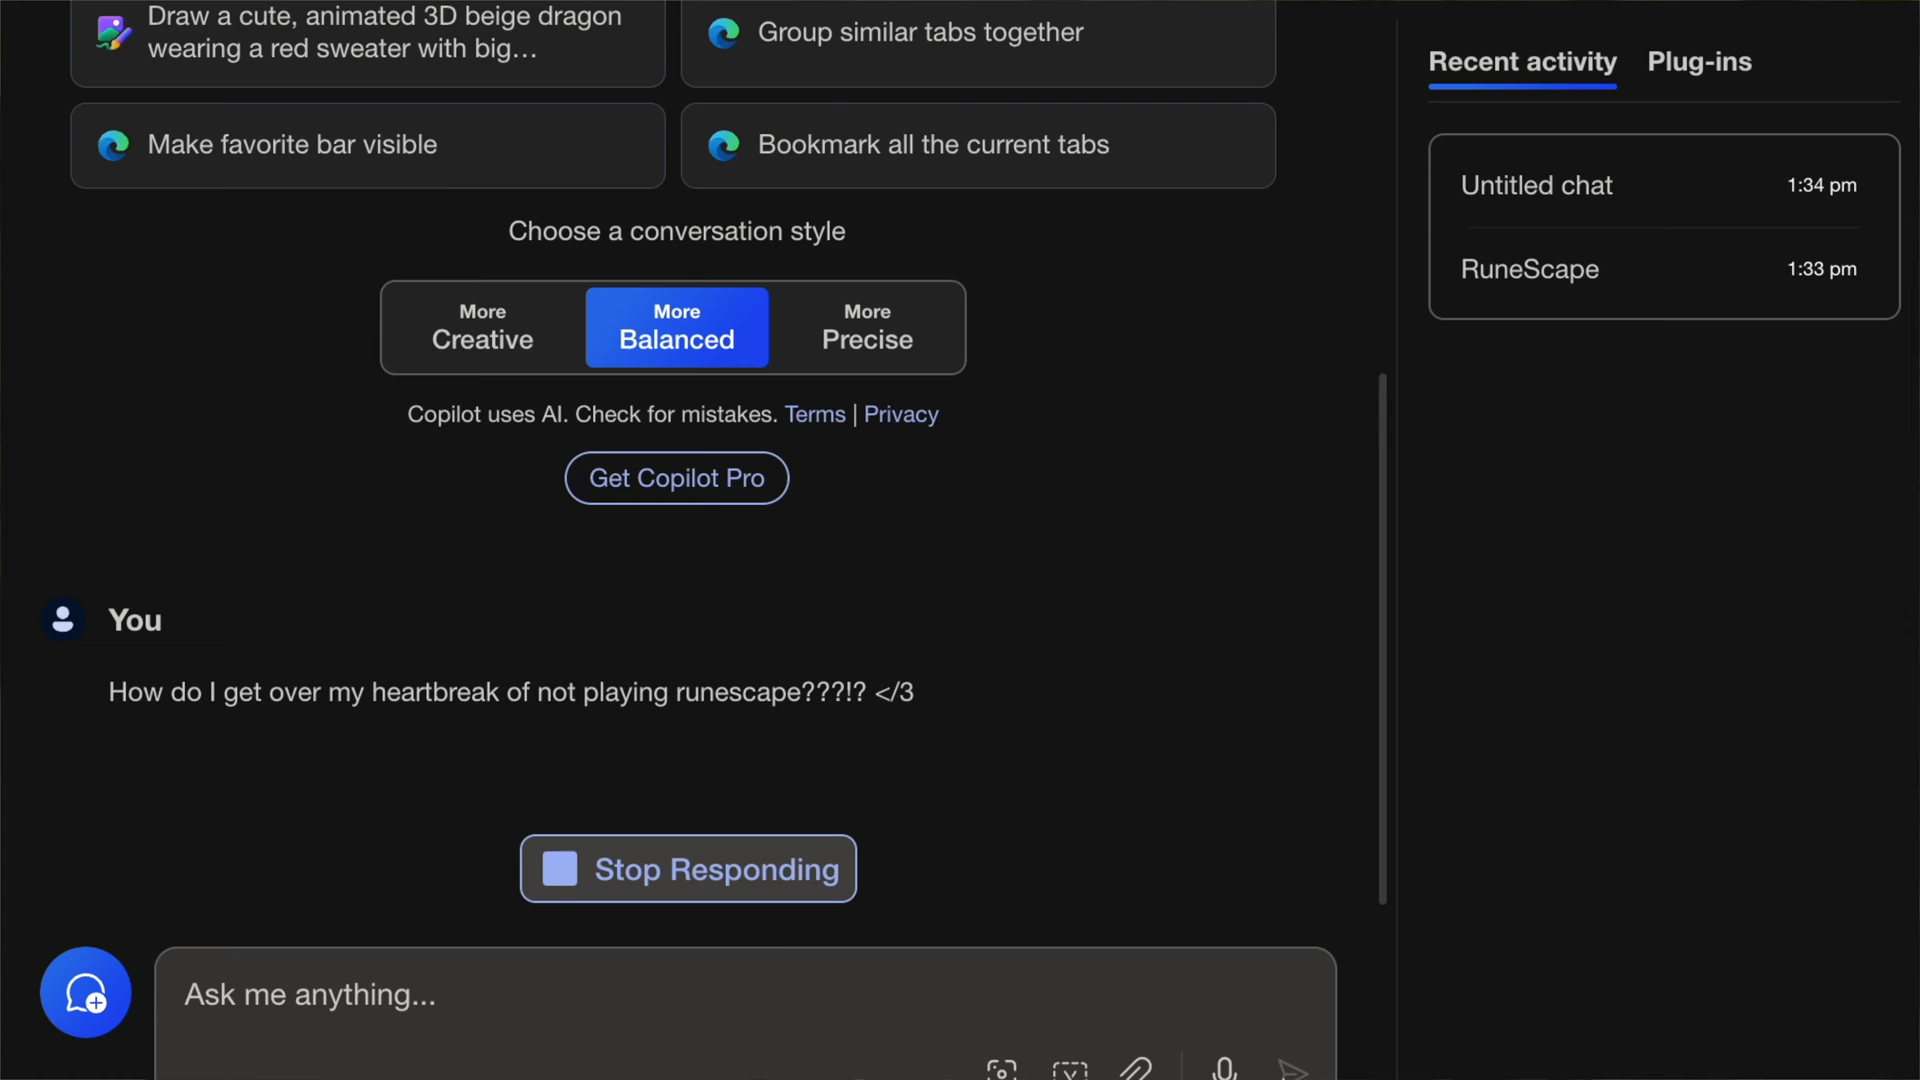 Draw a cute, animated 3D beige dragon
wearing a red sweater with big…
Group similar tabs together
Make favorite bar visible
Bookmark all the current tabs
Choose a conversation style
More
Creative
More
Balanced
More
Precise
Copilot uses AI. Check for mistakes. Terms | Privacy
Get Copilot Pro
You
How do I get over my heartbreak of not playing runescape???!? </3
Stop Responding
Ask me anything...
Recent activity
Plug-ins
Untitled chat
1:34 pm
RuneScape
1:33 pm